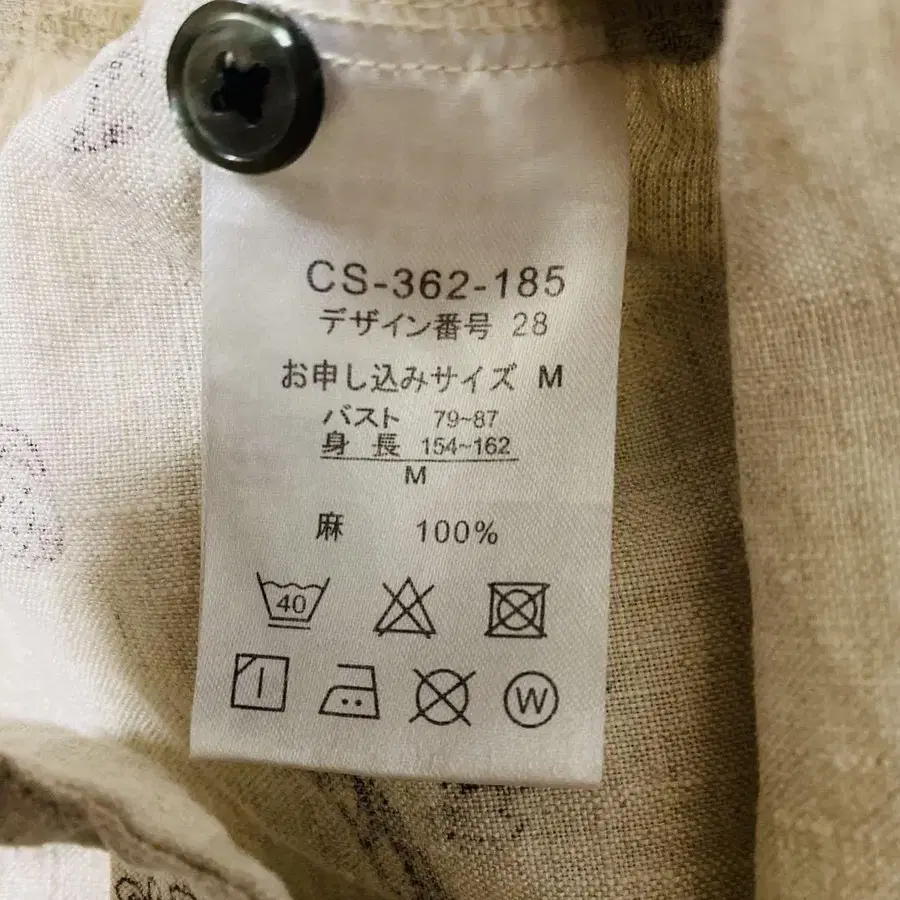 CS-362-185
デザイン番号 28
お申し込みサイズ M
バスト 79~87
身 長 154~162
M
麻 100%
40
W